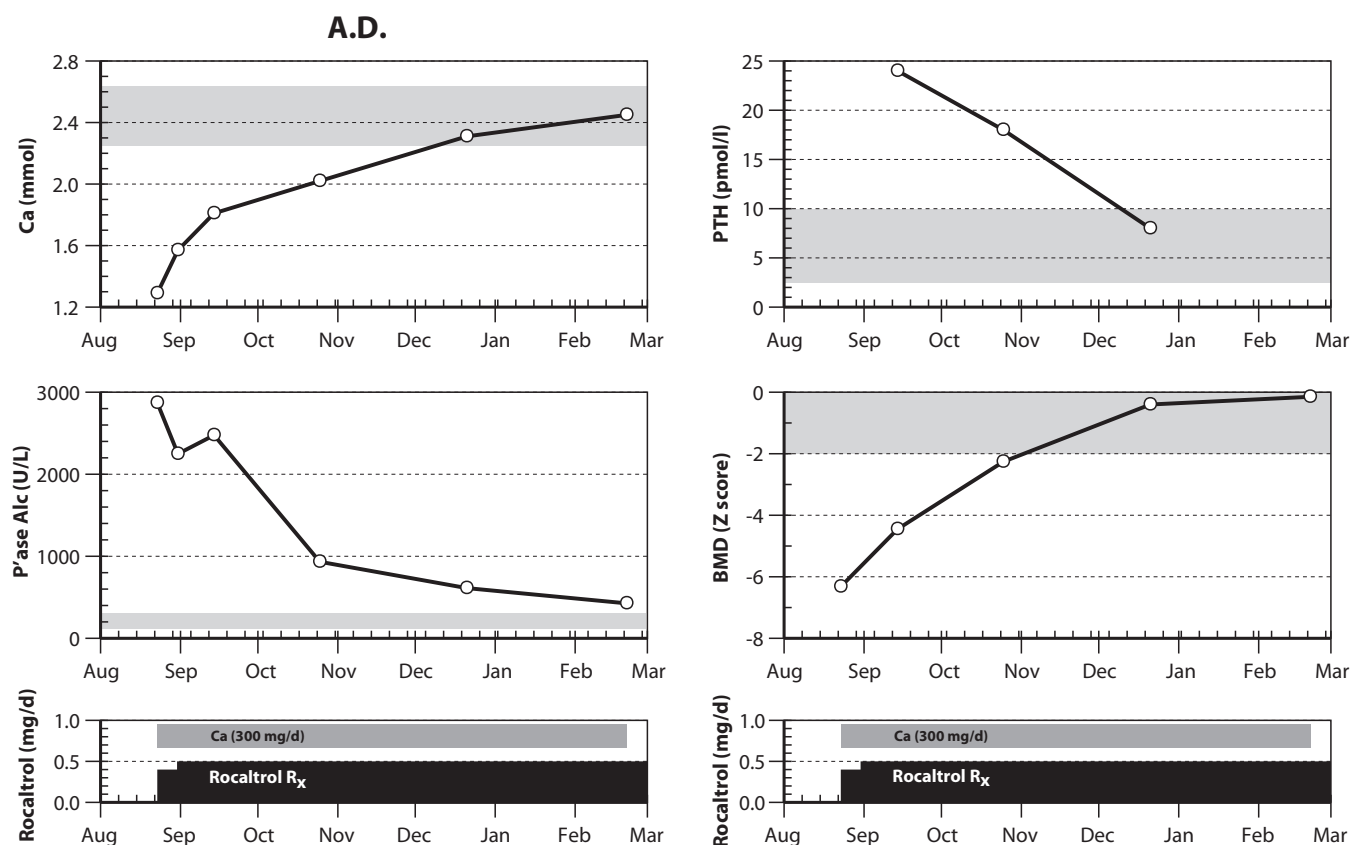 A.D.
Ca (mmol)
2.8
2.4
2.0
1.6
1.2
Aug Sep Oct Nov Dec Jan Feb Mar
PTH (pmol/l)
25
20
15
10
5
0
Aug Sep Oct Nov Dec Jan Feb Mar
P'ase Alc (U/L)
3000
2000
1000
0
Aug Sep Oct Nov Dec Jan Feb Mar
BMD (Z score)
0
-2
-4
-6
-8
Aug Sep Oct Nov Dec Jan Feb Mar
Rocaltrol (mg/d)
1.0
0.5
0.0
Ca (300 mg/d)
Rocaltrol Rx
Aug Sep Oct Nov Dec Jan Feb Mar
Rocaltrol (mg/d)
1.0
0.5
0.0
Ca (300 mg/d)
Rocaltrol Rx
Aug Sep Oct Nov Dec Jan Feb Mar